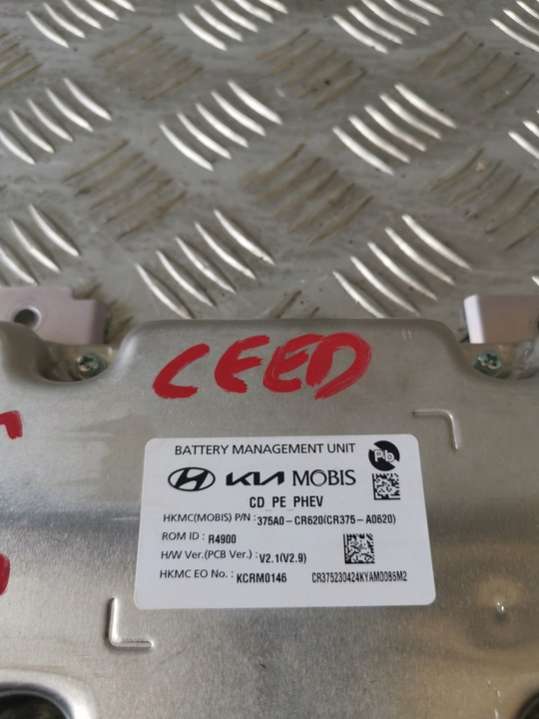 CEED
BATTERY MANAGEMENT UNIT
Pb
KIA MOBIS
CD PE PHEV
HKMC(MOBIS) P/N : 375A0-CR620(CR375-A0620)
ROM ID : R4900
H/W Ver.(PCB Ver.) : V2.1(V2.9)
HKMC EO No. : KCRM0146 CR375230424KYAM0085M2